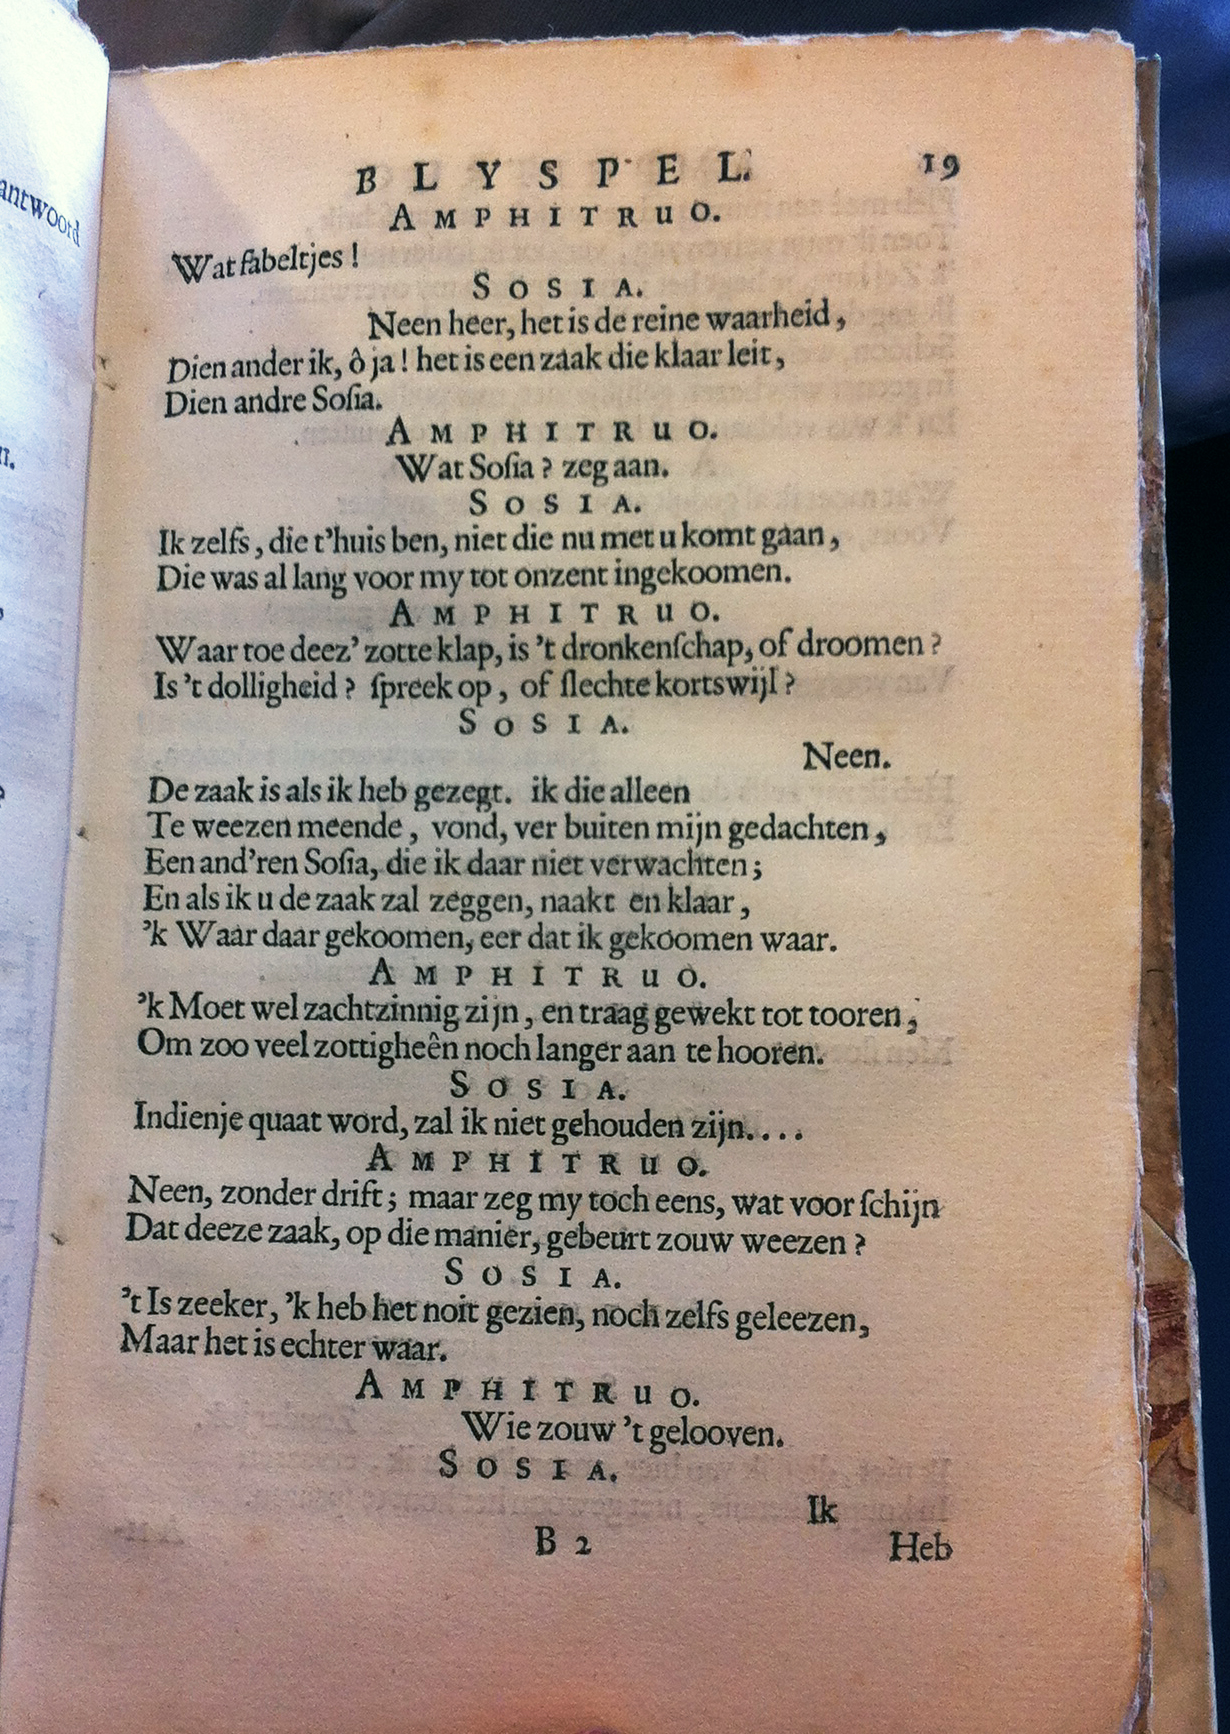 antwoord
BLYSPEL. 19
AMPHITRUO.
Wat fabeltjes!
SOSIA.
Neen heer, het is de reine waarheid,
Dien ander ik, ô ja! het is een zaak die klaar leit,
Dien andre Soſia.
AMPHITRUO.
Wat Soſia? zeg aan.
SOSIA.
Ik zelfs, die t'huis ben, niet die nu met u komt gaan,
Die was al lang voor my tot onzent ingekoomen.
AMPHITRUO.
Waar toe deez' zotte klap, is 't dronkenſchap, of droomen?
Is 't dolligheid? ſpreek op, of ſlechte kortswijl?
SOSIA.
Neen.
De zaak is als ik heb gezegt. ik die alleen
Te weezen meende, vond, ver buiten mijn gedachten,
Een and'ren Soſia, die ik daar niet verwachten;
En als ik u de zaak zal zeggen, naakt en klaar,
'k Waar daar gekoomen, eer dat ik gekoomen waar.
AMPHITRUO.
'k Moet wel zachtzinnig zijn, en traag gewekt tot tooren,
Om zoo veel zottigheên noch langer aan te hooren.
SOSIA.
Indienje quaat word, zal ik niet gehouden zijn....
AMPHITRUO.
Neen, zonder drift; maar zeg my toch eens, wat voor ſchijn
Dat deeze zaak, op die manier, gebeurt zouw weezen?
SOSIA.
't Is zeeker, 'k heb het noit gezien, noch zelfs geleezen,
Maar het is echter waar.
AMPHITRUO.
Wie zouw 't gelooven.
SOSIA.
Ik
B 2 Heb